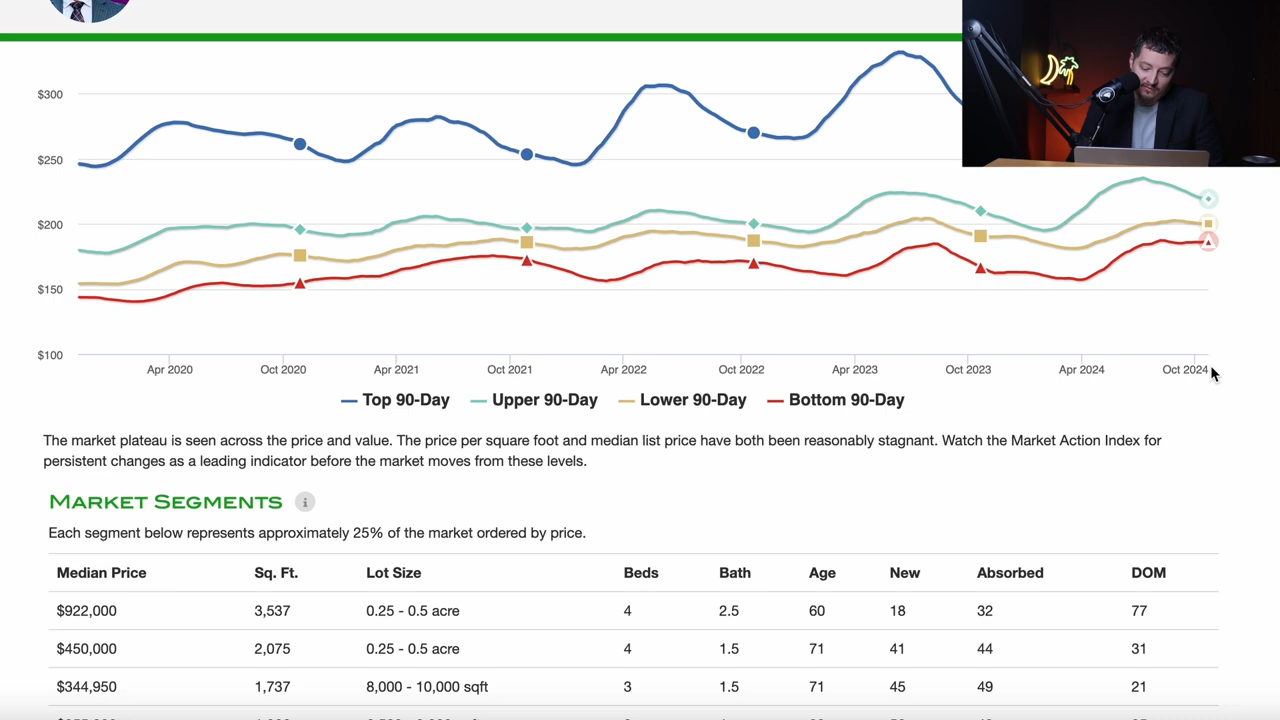 $300
$250
$200
$150
$100
Apr 2020 Oct 2020 Apr 2021 Oct 2021 Apr 2022 Oct 2022 Apr 2023 Oct 2023 Apr 2024 Oct 2024
Top 90-Day Upper 90-Day Lower 90-Day Bottom 90-Day
The market plateau is seen across the price and value. The price per square foot and median list price have both been reasonably stagnant. Watch the Market Action Index for
persistent changes as a leading indicator before the market moves from these levels.
MARKET SEGMENTS i
Each segment below represents approximately 25% of the market ordered by price.
Median Price Sq. Ft. Lot Size Beds Bath Age New Absorbed DOM
$922,000 3,537 0.25 - 0.5 acre 4 2.5 60 18 32 77
$450,000 2,075 0.25 - 0.5 acre 4 1.5 71 41 44 31
$344,950 1,737 8,000 - 10,000 sqft 3 1.5 71 45 49 21